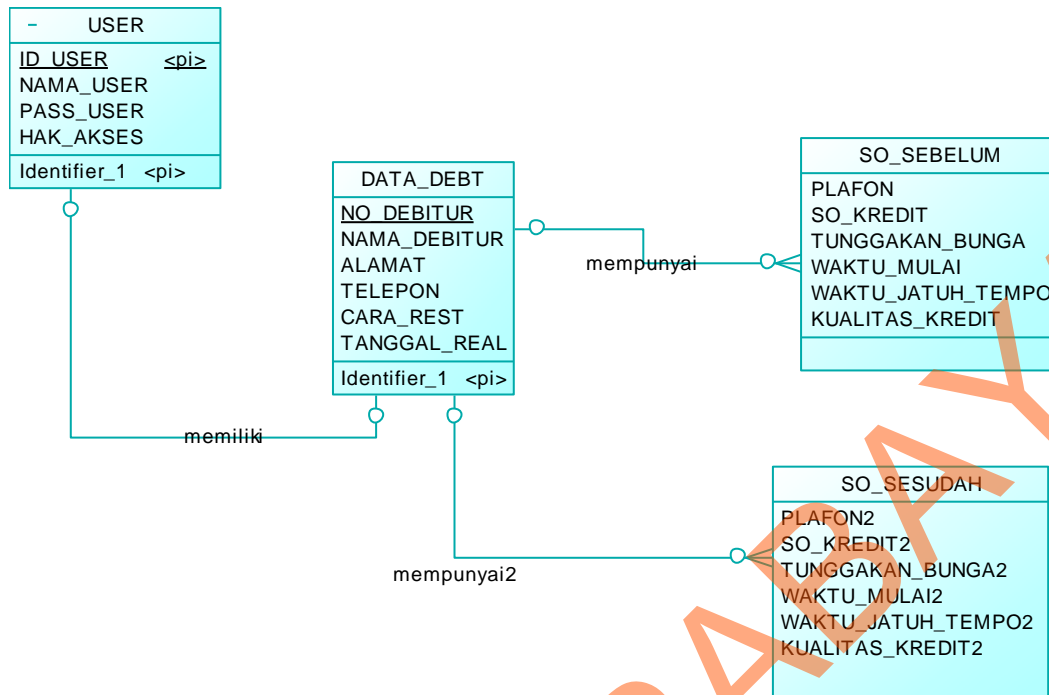 USER
ID_USER <pi>
NAMA_USER
PASS_USER
HAK_AKSES
Identifier_1 <pi>
DATA_DEBT
NO_DEBITUR
NAMA_DEBITUR
ALAMAT
TELEPON
CARA_REST
TANGGAL_REAL
Identifier_1 <pi>
mempunyai
SO_SEBELUM
PLAFON
SO_KREDIT
TUNGGAKAN_BUNGA
WAKTU_MULAI
WAKTU_JATUH_TEMPO
KUALITAS_KREDIT
memiliki
mempunyai2
SO_SESUDAH
PLAFON2
SO_KREDIT2
TUNGGAKAN_BUNGA2
WAKTU_MULAI2
WAKTU_JATUH_TEMPO2
KUALITAS_KREDIT2
ABAY